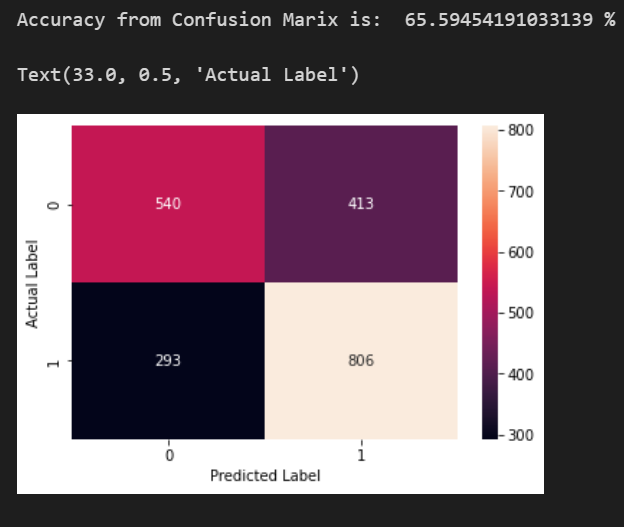 Accuracy from Confusion Marix is:  65.59454191033139 %
Text(33.0, 0.5, 'Actual Label')
800
540 413
0
700
600
Actual Label
500
293 806
1
400
300
0 1
Predicted Label